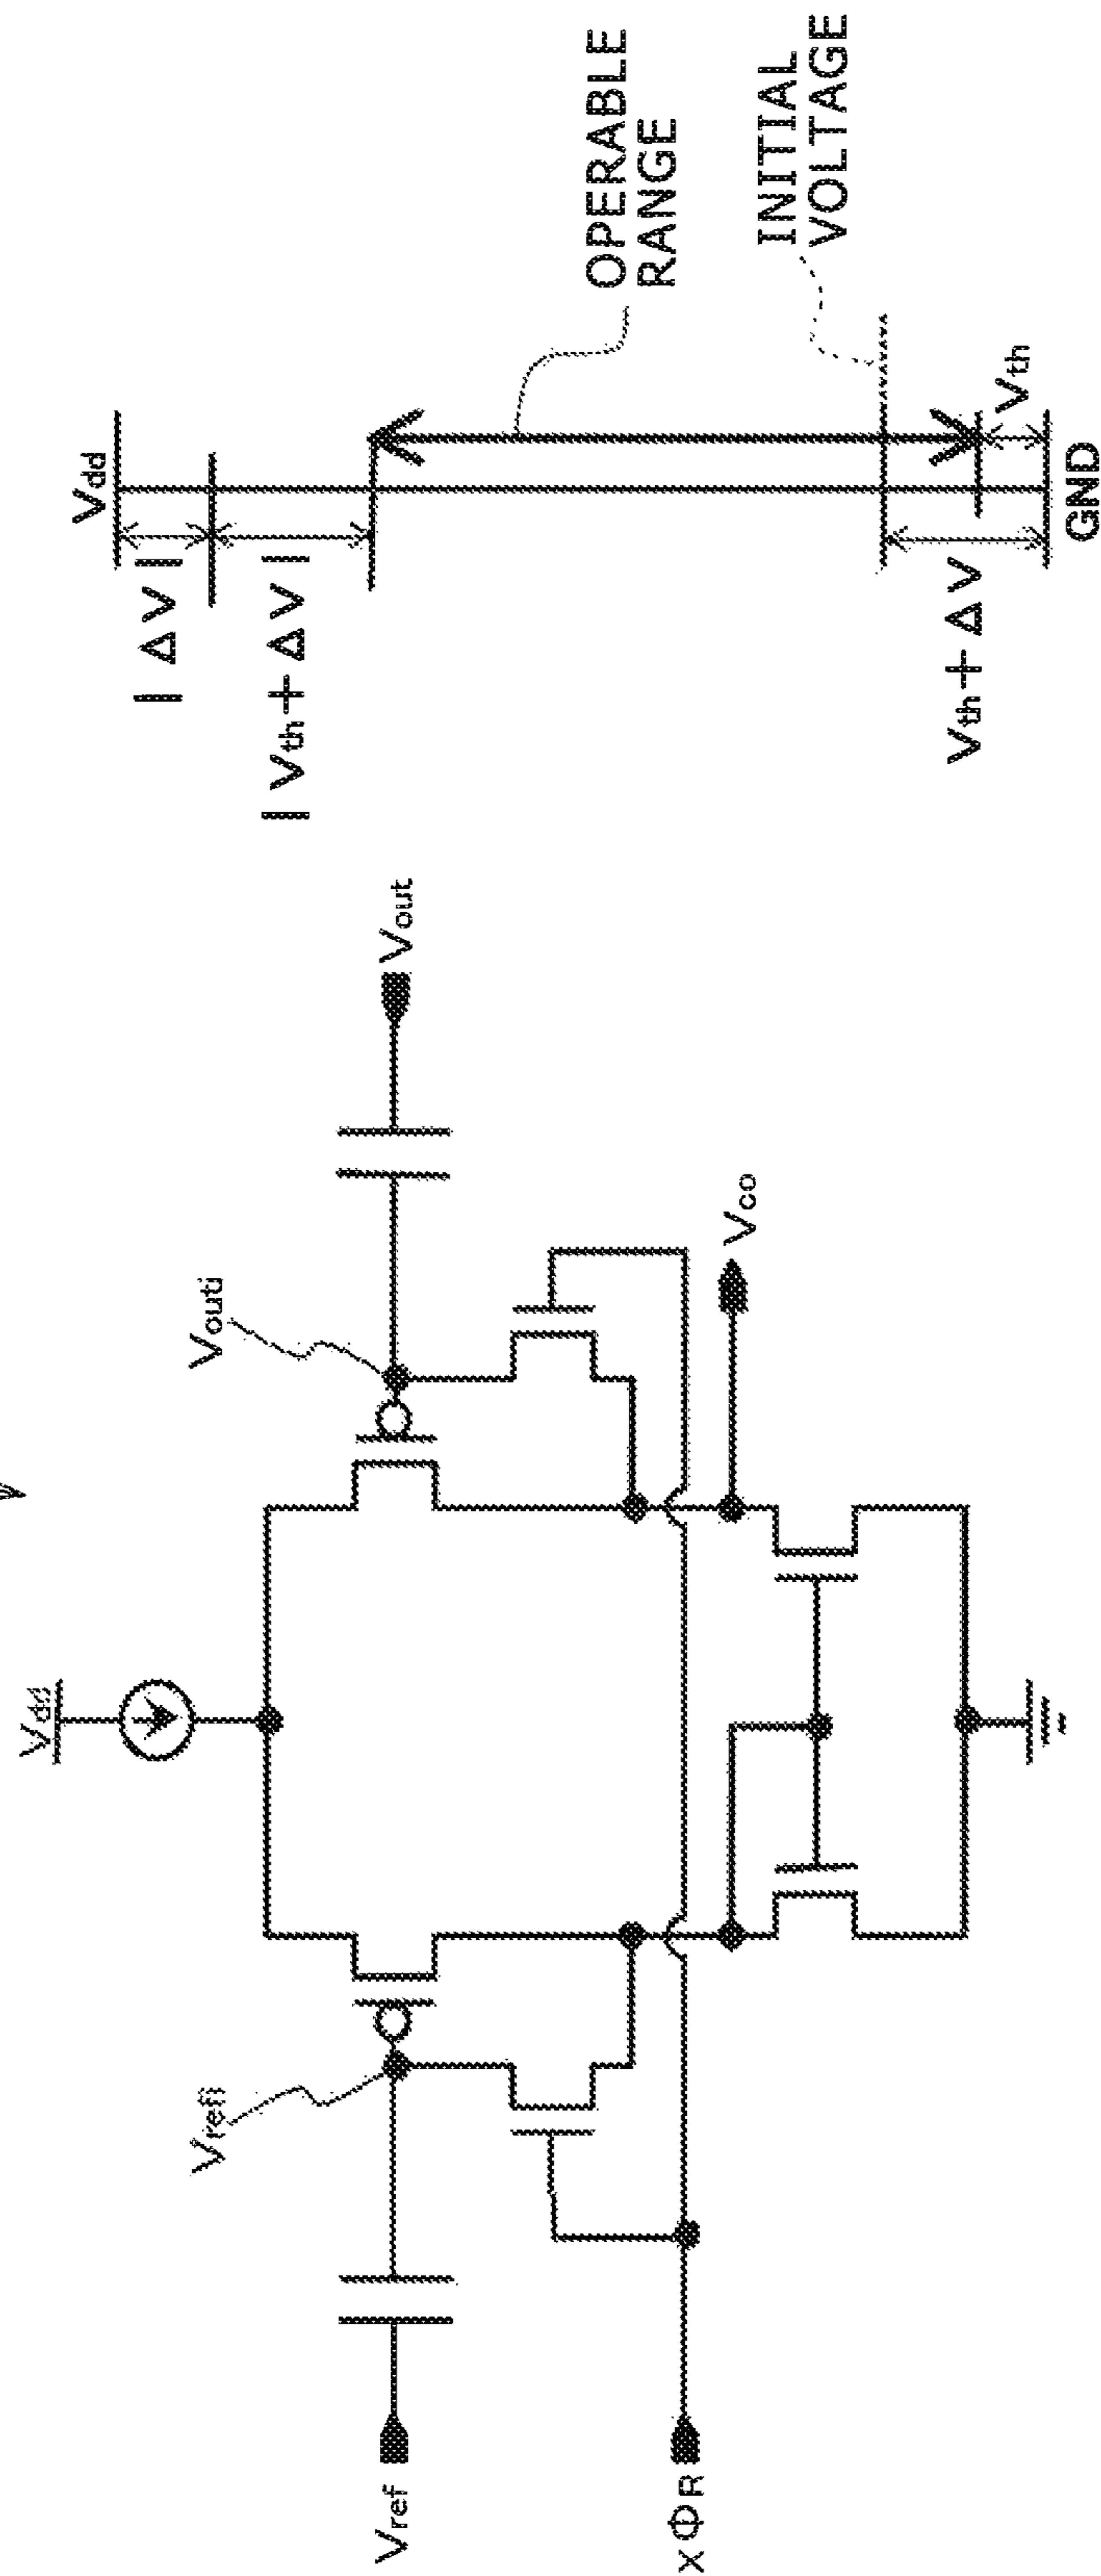 Vdd
Vrefi
Vouti
Vref
Vout
xΦR
Vco
Vdd
|ΔV|
|Vth+ΔV|
OPERABLE
RANGE
INITIAL
VOLTAGE
Vth+ΔV
Vth
GND